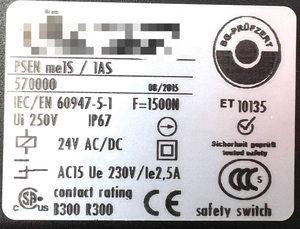 PSEN me1S / 1AS
570000 08/2015
IEC/EN 60947-5-1 F=1500N
Ui 250V IP67
24V AC/DC
AC15 Ue 230V/Ie2,5A
contact rating
B300 R300
BG-PRÜFZERT
ET 10135
Sicherheit geprüft
tested safety
safety switch